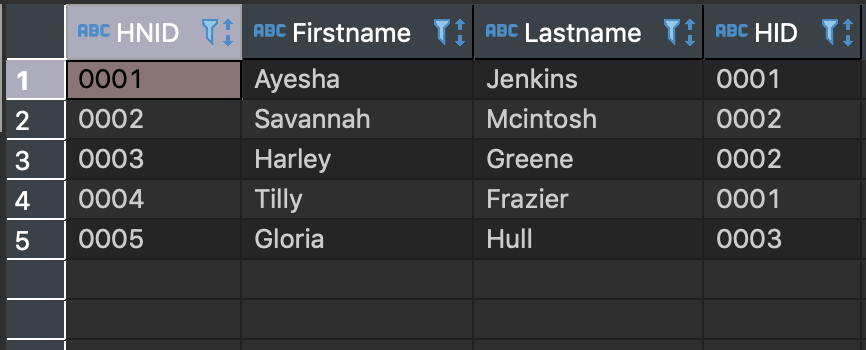 ABC HNID ABC Firstname ABC Lastname ABC HID
1 0001 Ayesha Jenkins 0001
2 0002 Savannah Mcintosh 0002
3 0003 Harley Greene 0002
4 0004 Tilly Frazier 0001
5 0005 Gloria Hull 0003